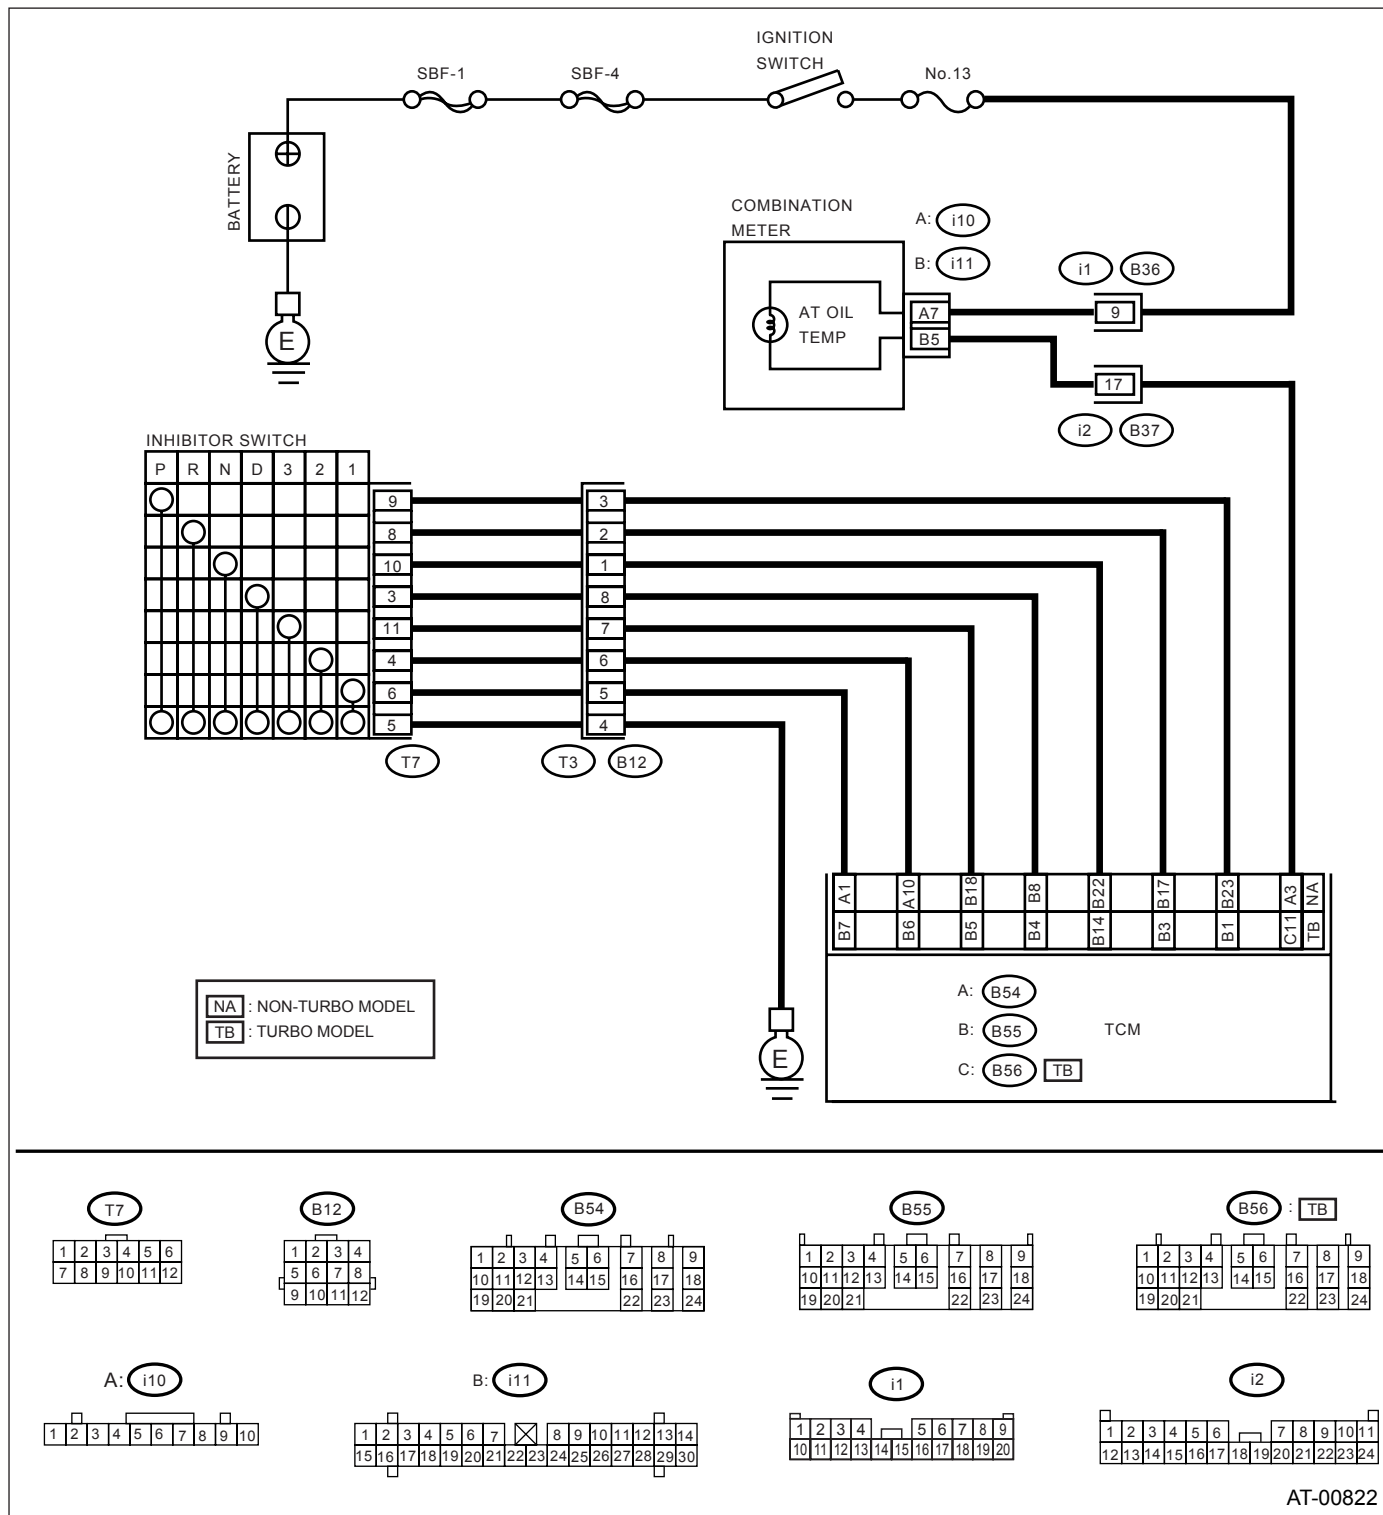 IGNITION
SWITCH
SBF-1
SBF-4
No.13
BATTERY
E
COMBINATION
METER
A: i10
B: i11
AT OIL
TEMP
A7
B5
i1 B36
9
17
i2 B37
INHIBITOR SWITCH
P R N D 3 2 1
9 3
8 2
10 1
3 8
11 7
4 6
6 5
5 4
T7 T3 B12
A1 A10 B18 B8 B22 B17 B23 A3 NA
B7 B6 B5 B4 B14 B3 B1 C11 TB
NA : NON-TURBO MODEL
TB : TURBO MODEL
E
A: B54
B: B55 TCM
C: B56 TB
T7
1 2 3 4 5 6
7 8 9 10 11 12
B12
1 2 3 4
5 6 7 8
9 10 11 12
B54
1 2 3 4 5 6 7 8 9
10 11 12 13 14 15 16 17 18
19 20 21 22 23 24
B55
1 2 3 4 5 6 7 8 9
10 11 12 13 14 15 16 17 18
19 20 21 22 23 24
B56 : TB
1 2 3 4 5 6 7 8 9
10 11 12 13 14 15 16 17 18
19 20 21 22 23 24
A: i10
1 2 3 4 5 6 7 8 9 10
B: i11
1 2 3 4 5 6 7 8 9 10 11 12 13 14
15 16 17 18 19 20 21 22 23 24 25 26 27 28 29 30
i1
1 2 3 4 5 6 7 8 9
10 11 12 13 14 15 16 17 18 19 20
i2
1 2 3 4 5 6 7 8 9 10 11
12 13 14 15 16 17 18 19 20 21 22 23 24
AT-00822